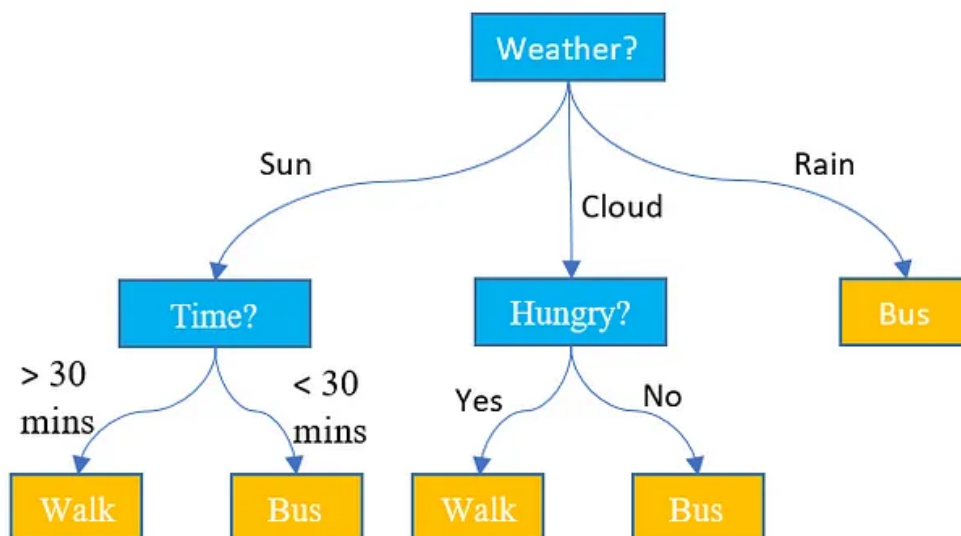 Weather?
Sun
Cloud
Rain
Time?
Hungry?
Bus
> 30
mins
< 30
mins
Yes
No
Walk
Bus
Walk
Bus